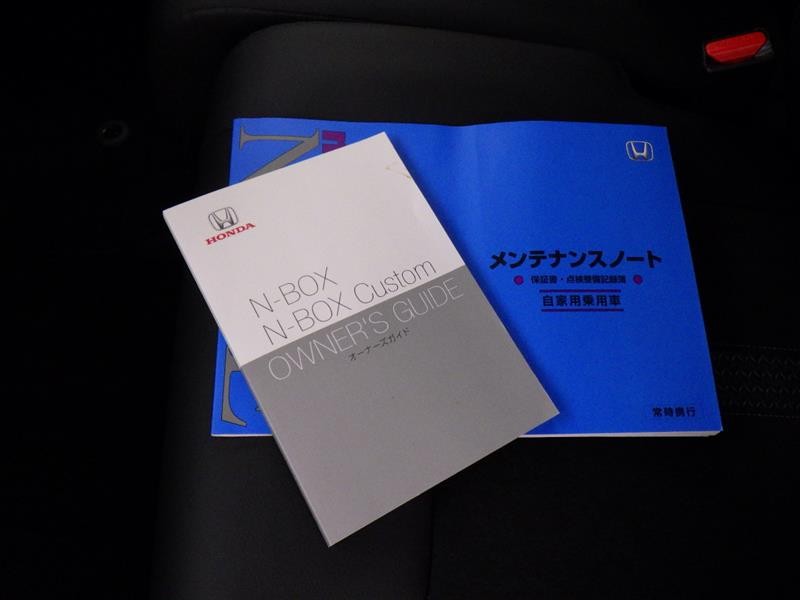 HONDA
N-BOX
N-BOX Custom
OWNER'S GUIDE
オーナーズガイド
メンテナンスノート
保証書・点検整備記録簿
自家用乗用車
常時携行
PRESS